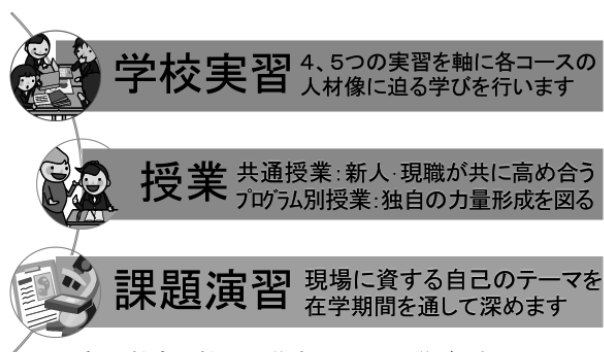 学校実習
4、5つの実習を軸に各コースの
人材像に迫る学びを行います
授業
共通授業:新人・現職が共に高め合う
プログラム別授業:独自の力量形成を図る
課題演習
現場に資する自己のテーマを
在学期間を通して深めます